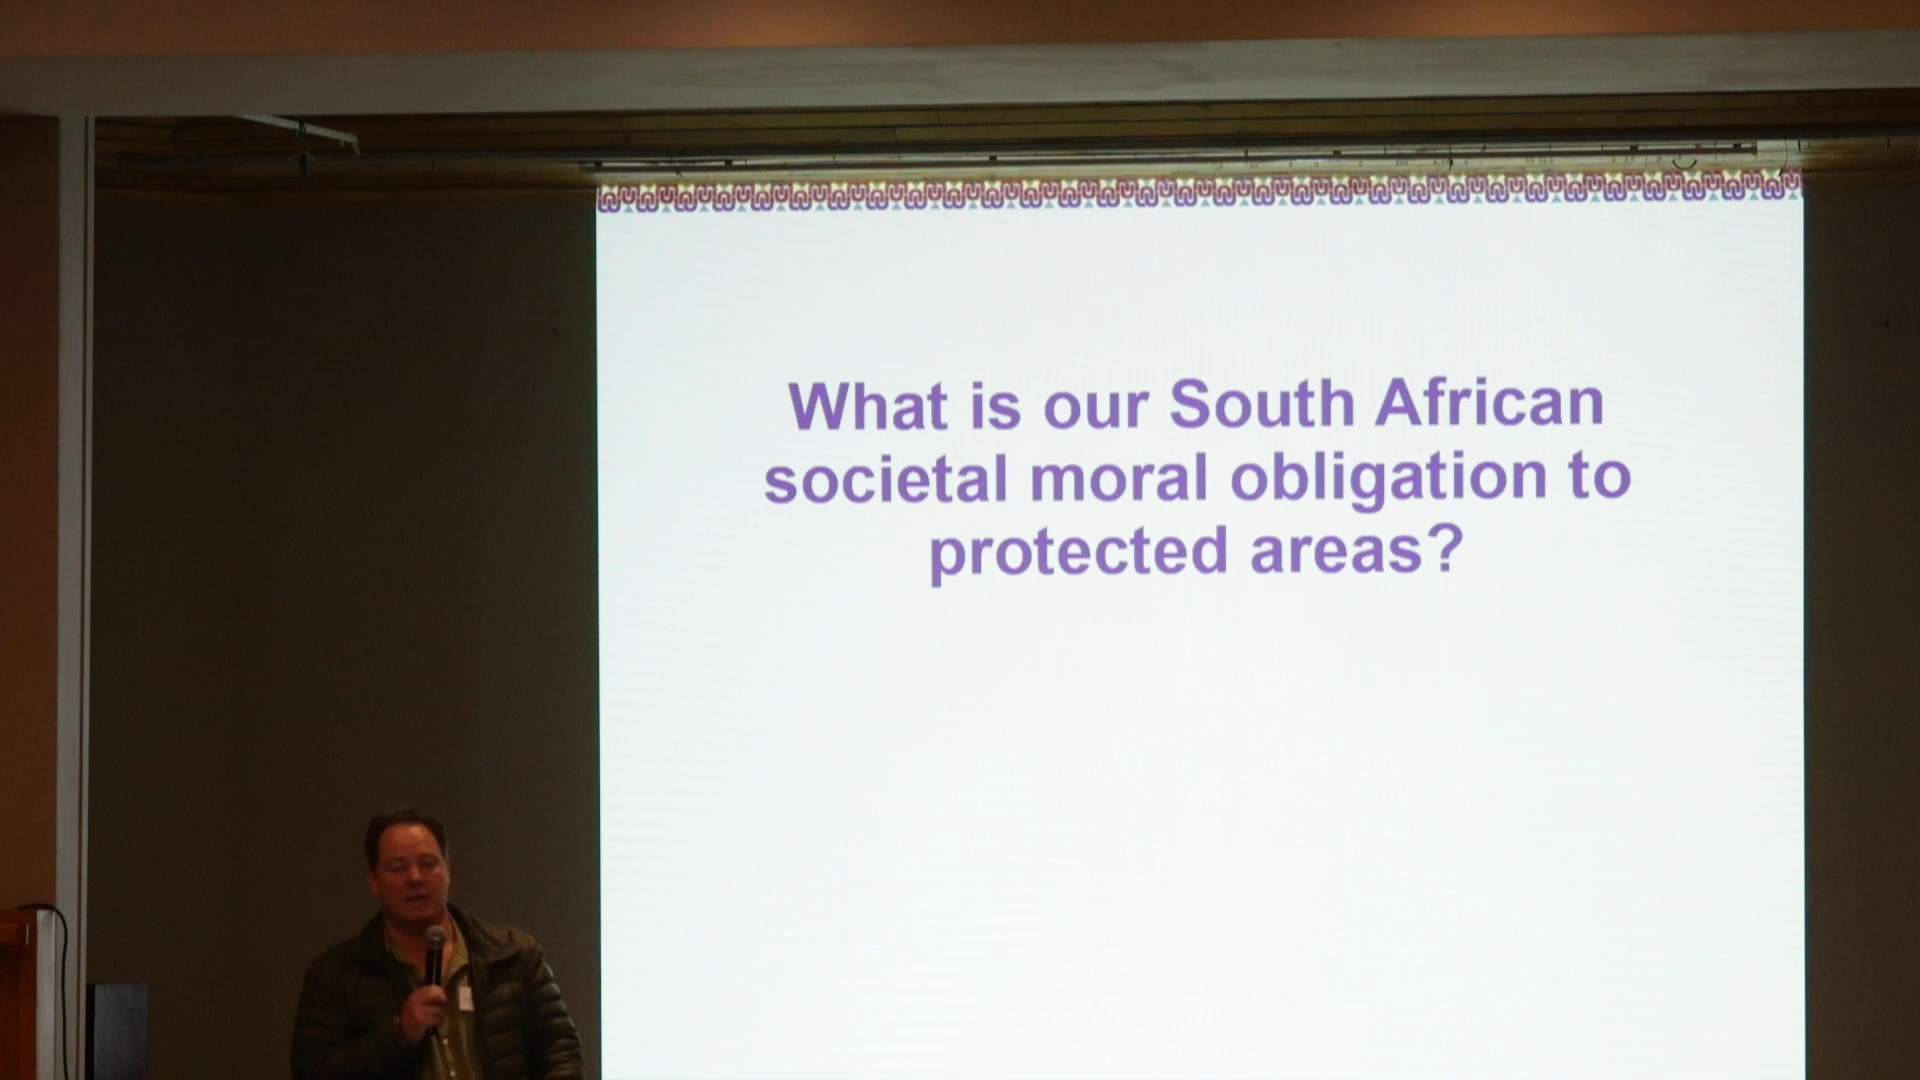 What is our South African
societal moral obligation to
protected areas?